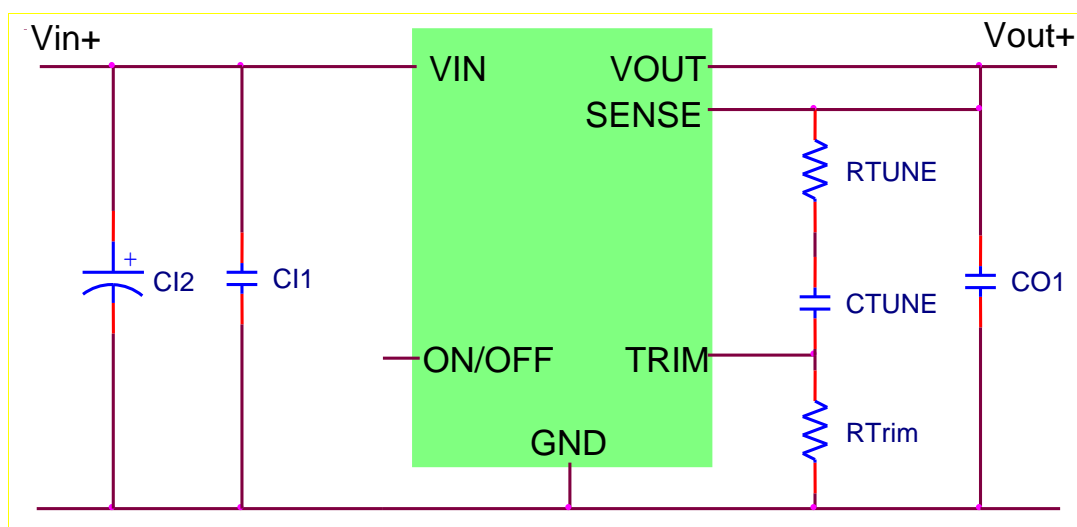 Vin+
Vout+
VIN
VOUT
SENSE
RTUNE
+
CI2
CI1
CTUNE
CO1
ON/OFF
TRIM
RTrim
GND